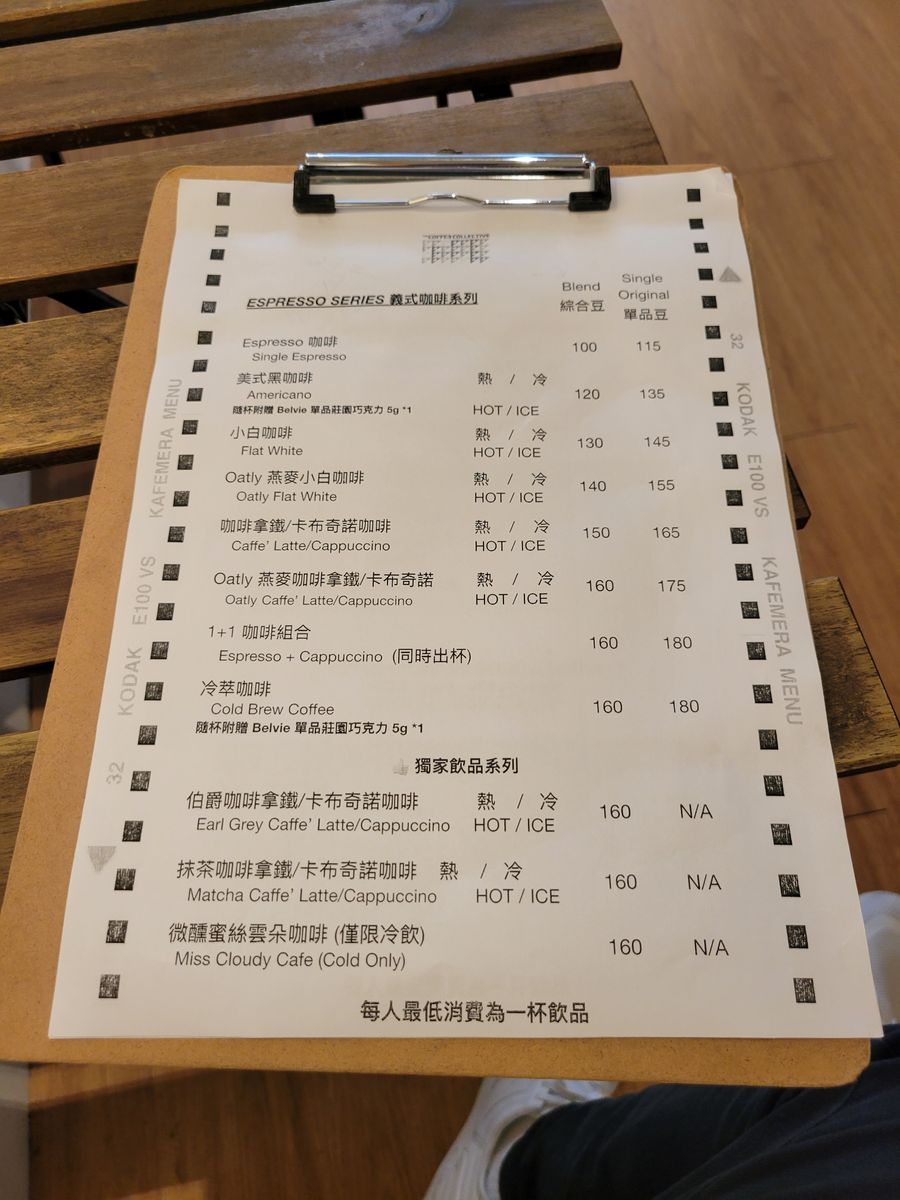 THE COFFEE COLLECTIVE
Blend
Single
Original
ESPRESSO SERIES 義式咖啡系列
綜合豆
單品豆
Espresso 咖啡
Single Espresso
100 115
美式黑咖啡 熱 / 冷
Americano
120 135
隨杯附贈 Belvie 單品莊園巧克力 5g *1 HOT / ICE
小白咖啡 熱 / 冷
Flat White HOT / ICE
130 145
Oatly 燕麥小白咖啡 熱 / 冷
Oatly Flat White HOT / ICE
140 155
咖啡拿鐵/卡布奇諾咖啡 熱 / 冷
Caffe' Latte/Cappuccino HOT / ICE
150 165
Oatly 燕麥咖啡拿鐵/卡布奇諾 熱 / 冷
Oatly Caffe' Latte/Cappuccino HOT / ICE
160 175
1+1 咖啡組合
Espresso + Cappuccino (同時出杯)
160 180
冷萃咖啡
Cold Brew Coffee
160 180
隨杯附贈 Belvie 單品莊園巧克力 5g *1
獨家飲品系列
伯爵咖啡拿鐵/卡布奇諾咖啡 熱 / 冷
Earl Grey Caffe' Latte/Cappuccino HOT / ICE
160 N/A
抹茶咖啡拿鐵/卡布奇諾咖啡 熱 / 冷
Matcha Caffe' Latte/Cappuccino HOT / ICE
160 N/A
微醺蜜絲雲朵咖啡 (僅限冷飲)
Miss Cloudy Cafe (Cold Only)
160 N/A
每人最低消費為一杯飲品
32 KODAK E100 VS KAFEMERA MENU
32 KODAK E100 VS KAFEMERA MENU